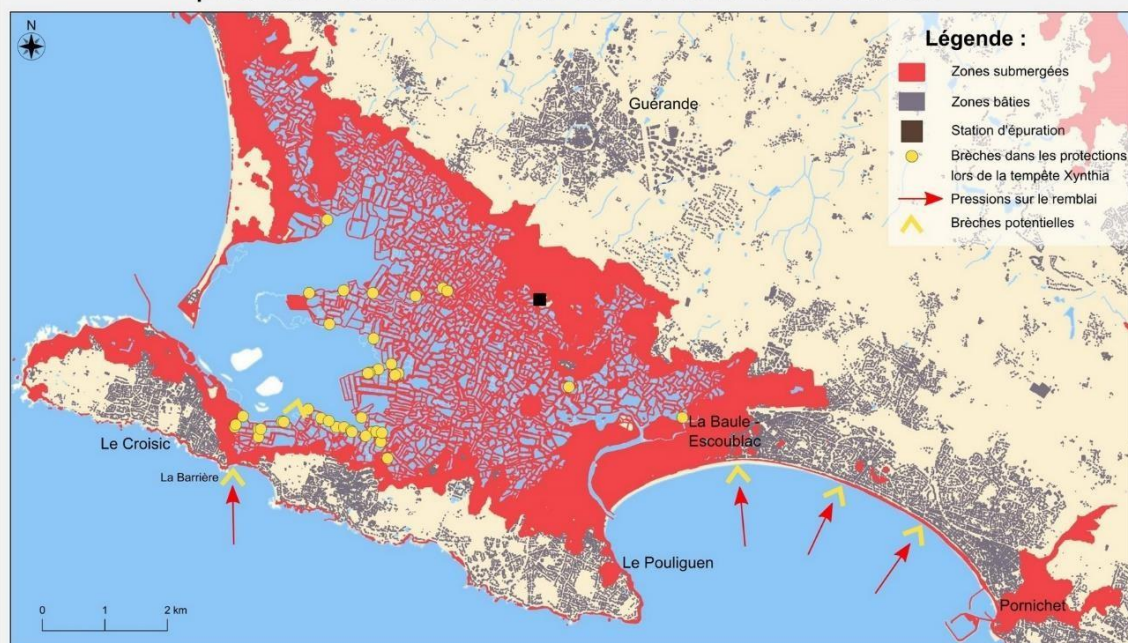 N
Légende :
Zones submergées
Zones bâties
Station d'épuration
Brèches dans les protections
lors de la tempête Xynthia
Pressions sur le remblai
Brèches potentielles
Guérande
La Baule -
Escoublac
Le Croisic
La Barrière
Le Pouliguen
Pornichet
0 1 2 km